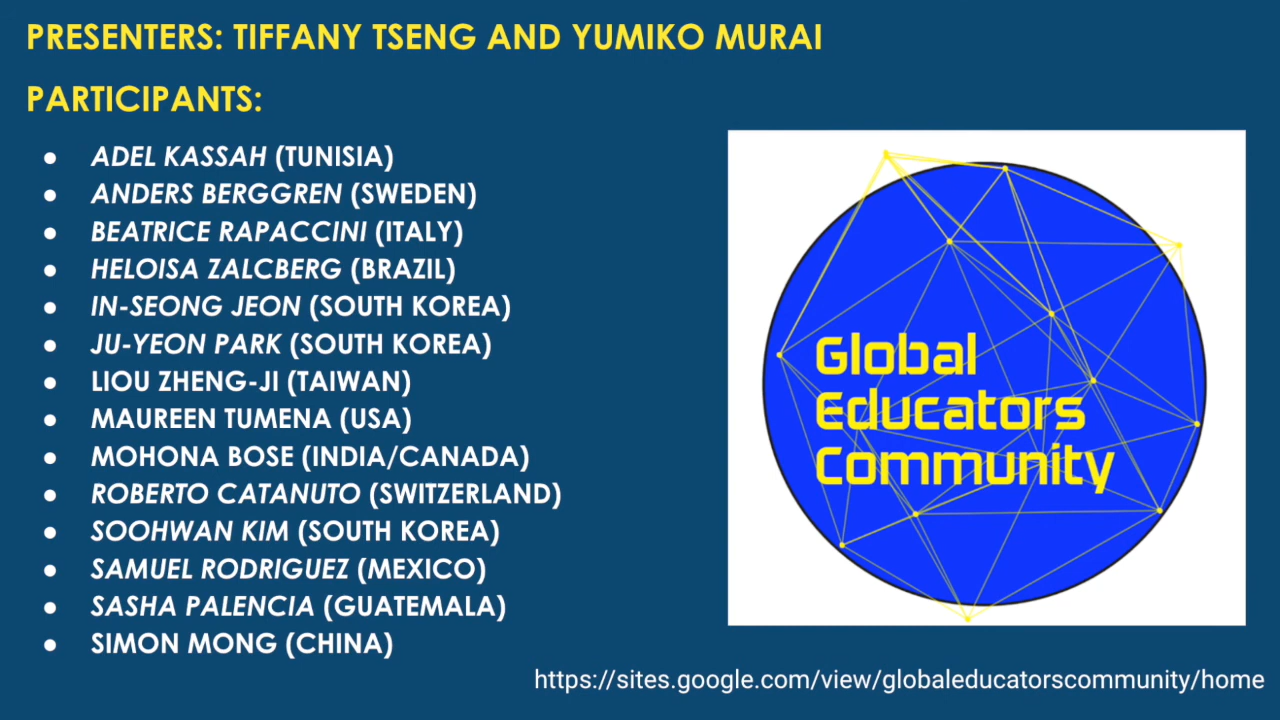 PRESENTERS: TIFFANY TSENG AND YUMIKO MURAI
PARTICIPANTS:
● ADEL KASSAH (TUNISIA)
● ANDERS BERGGREN (SWEDEN)
● BEATRICE RAPACCINI (ITALY)
● HELOISA ZALCBERG (BRAZIL)
● IN-SEONG JEON (SOUTH KOREA)
● JU-YEON PARK (SOUTH KOREA)
● LIOU ZHENG-JI (TAIWAN)
● MAUREEN TUMENA (USA)
● MOHONA BOSE (INDIA/CANADA)
● ROBERTO CATANUTO (SWITZERLAND)
● SOOHWAN KIM (SOUTH KOREA)
● SAMUEL RODRIGUEZ (MEXICO)
● SASHA PALENCIA (GUATEMALA)
● SIMON MONG (CHINA)
Global
Educators
Community
https://sites.google.com/view/globaleducatorscommunity/home